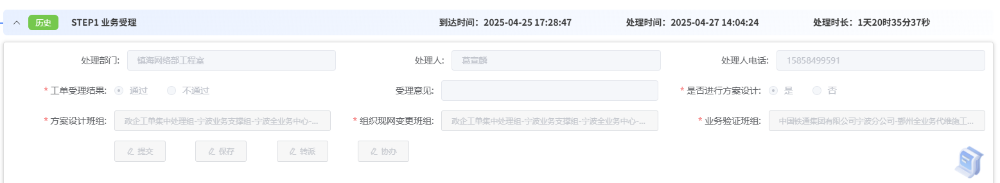 历史 STEP1 业务受理 到达时间：2025-04-25 17:28:47 处理时间：2025-04-27 14:04:24 处理时长：1天20时35分37秒
处理部门: 镇海网络部工程室 处理人: 葛宣麟 处理人电话: 15858499591
* 工单受理结果: 通过 不通过 受理意见: * 是否进行方案设计: 是 否
* 方案设计班组: 政企工单集中处理组-宁波业务支撑组-宁波全业务中心-... * 组织现网变更班组: 政企工单集中处理组-宁波业务支撑组-宁波全业务中心-... * 业务验证班组: 中国铁通集团有限公司宁波分公司-鄞州全业务代维施工...
提交 保存 转派 协办